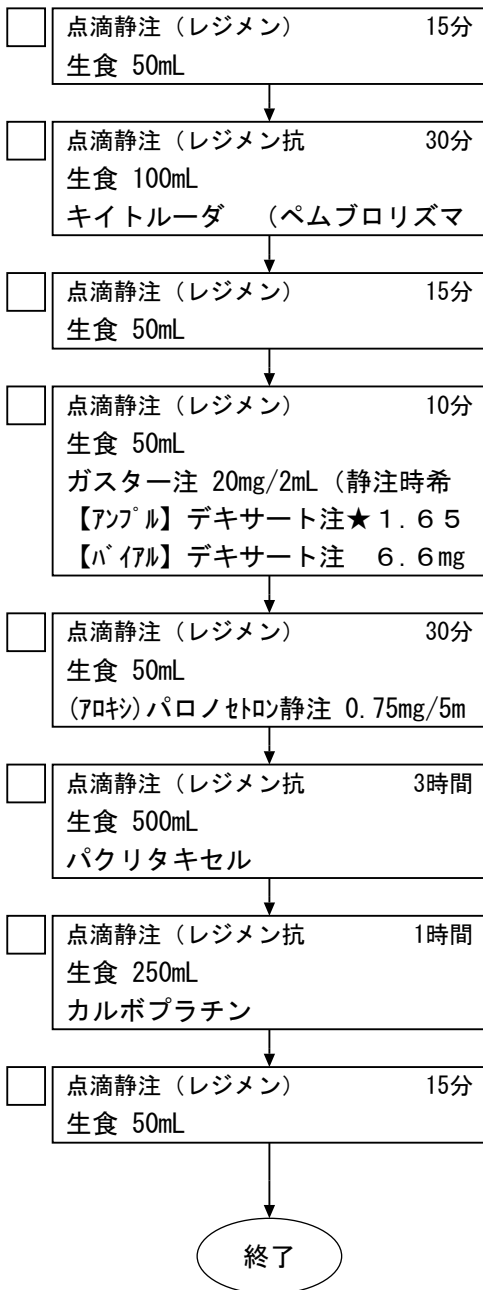 点滴静注（レジメン） 15分
生食 50mL
点滴静注（レジメン抗 30分
生食 100mL
キイトルーダ （ペムブロリズマ
点滴静注（レジメン） 15分
生食 50mL
点滴静注（レジメン） 10分
生食 50mL
ガスター注 20mg/2mL（静注時希
【ｱﾝﾌﾟﾙ】デキサート注★１.６５
【ﾊﾞｲｱﾙ】デキサート注 ６.６mg
点滴静注（レジメン） 30分
生食 50mL
(ｱﾛｷｼ)パロノｾﾄﾛﾝ静注 0.75mg/5m
点滴静注（レジメン抗 3時間
生食 500mL
パクリタキセル
点滴静注（レジメン抗 1時間
生食 250mL
カルボプラチン
点滴静注（レジメン） 15分
生食 50mL
終了